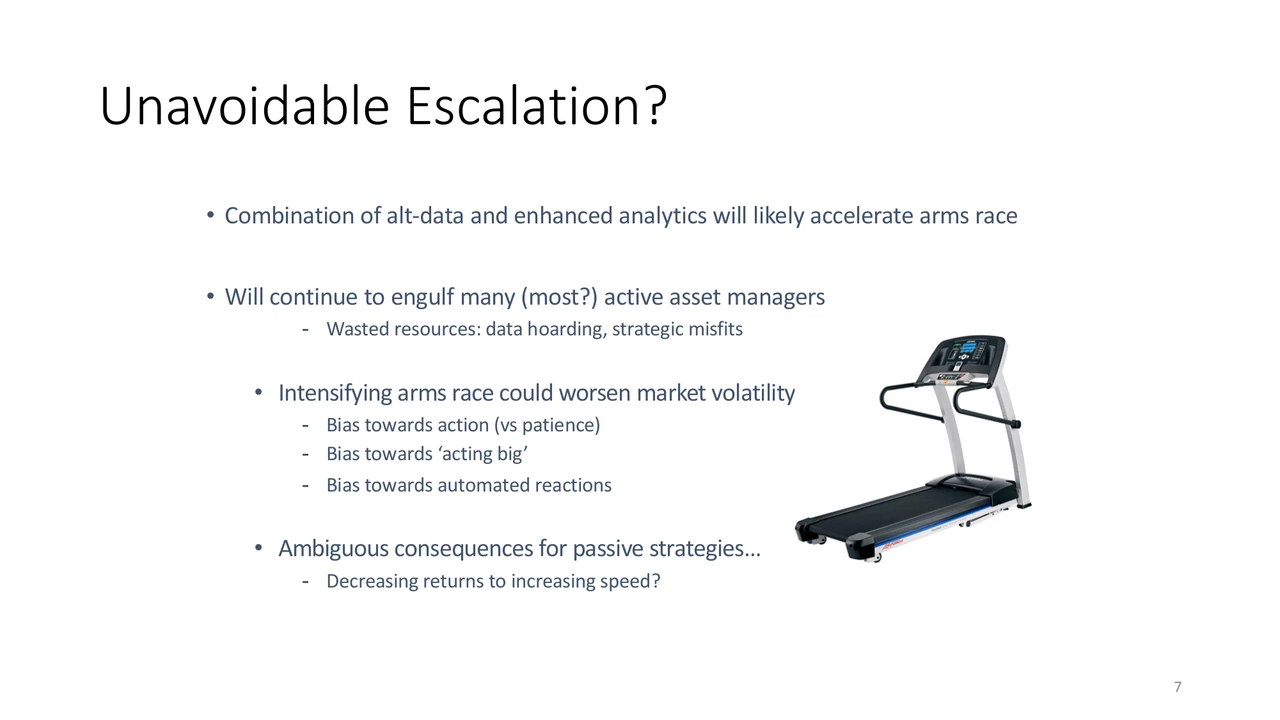 Unavoidable Escalation?
• Combination of alt-data and enhanced analytics will likely accelerate arms race
• Will continue to engulf many (most?) active asset managers
- Wasted resources: data hoarding, strategic misfits
• Intensifying arms race could worsen market volatility
- Bias towards action (vs patience)
- Bias towards ‘acting big’
- Bias towards automated reactions
• Ambiguous consequences for passive strategies…
- Decreasing returns to increasing speed?
7